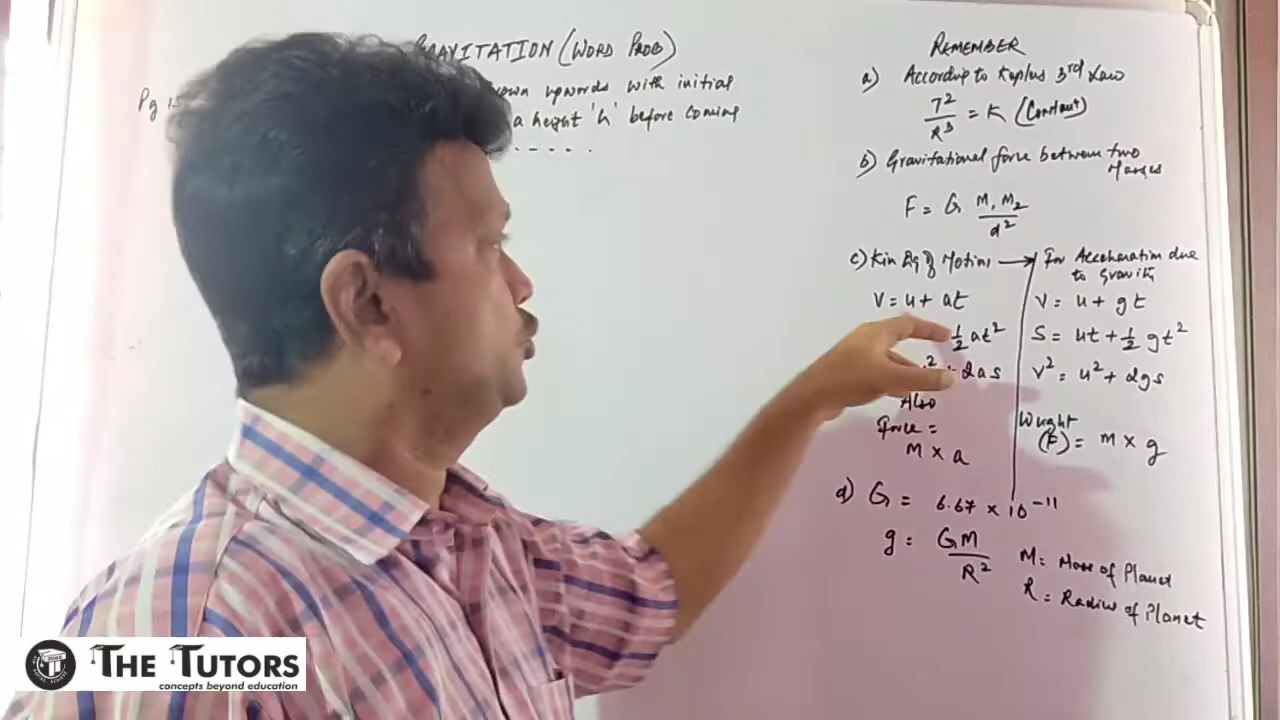 GRAVITATION (WORD PROB)
Pg
upwards with initial
a height 'h' before coming
- - - - .
REMEMBER
a) According to Keplus 3rd Law
T²/R³ = K (Constant)
b) Gravitational force between two
Masses
F = G M₁ M₂/d²
c) Kin Eq of Motion → For Acceleration due
to gravity
V = u + at
V = u + gt
½ at²
S = ut + ½ gt²
2as
V² = u² + 2gs
Also
Force =
m × a
Weight
(F) = m × g
d) G = 6.67 × 10⁻¹¹
g = GM/R²
M = Mass of Planet
R = Radius of Planet
THE TUTORS
concepts beyond education